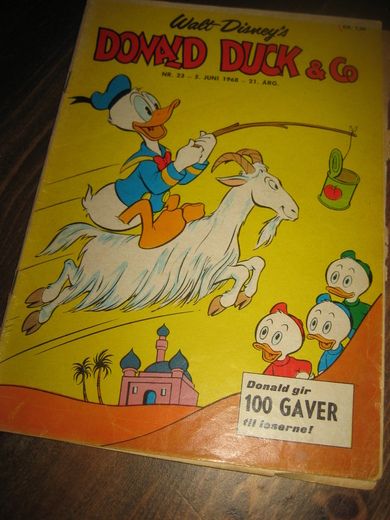 Walt Disney's
DONALD DUCK & Co
NR. 23 - 5. JUNI 1968 - 21. ÅRG.
Donald gir
100 GAVER
til leserne!